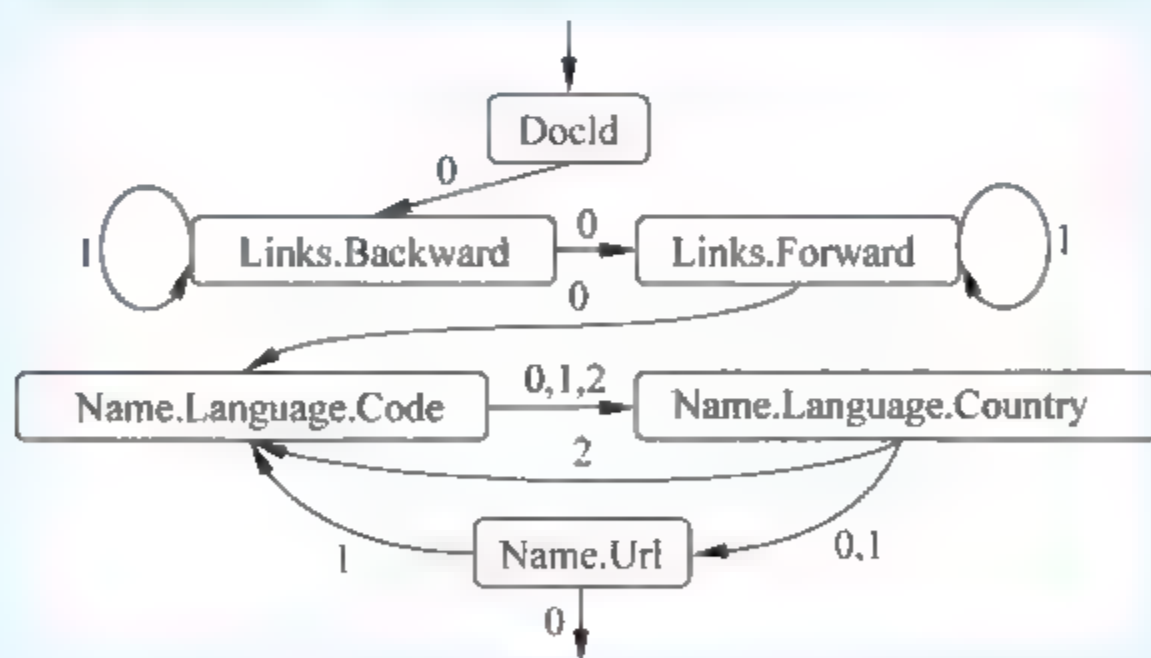 DocId
0
Links.Backward
0
Links.Forward
1
1
0
Name.Language.Code
0,1,2
Name.Language.Country
2
Name.Url
1
0,1
0